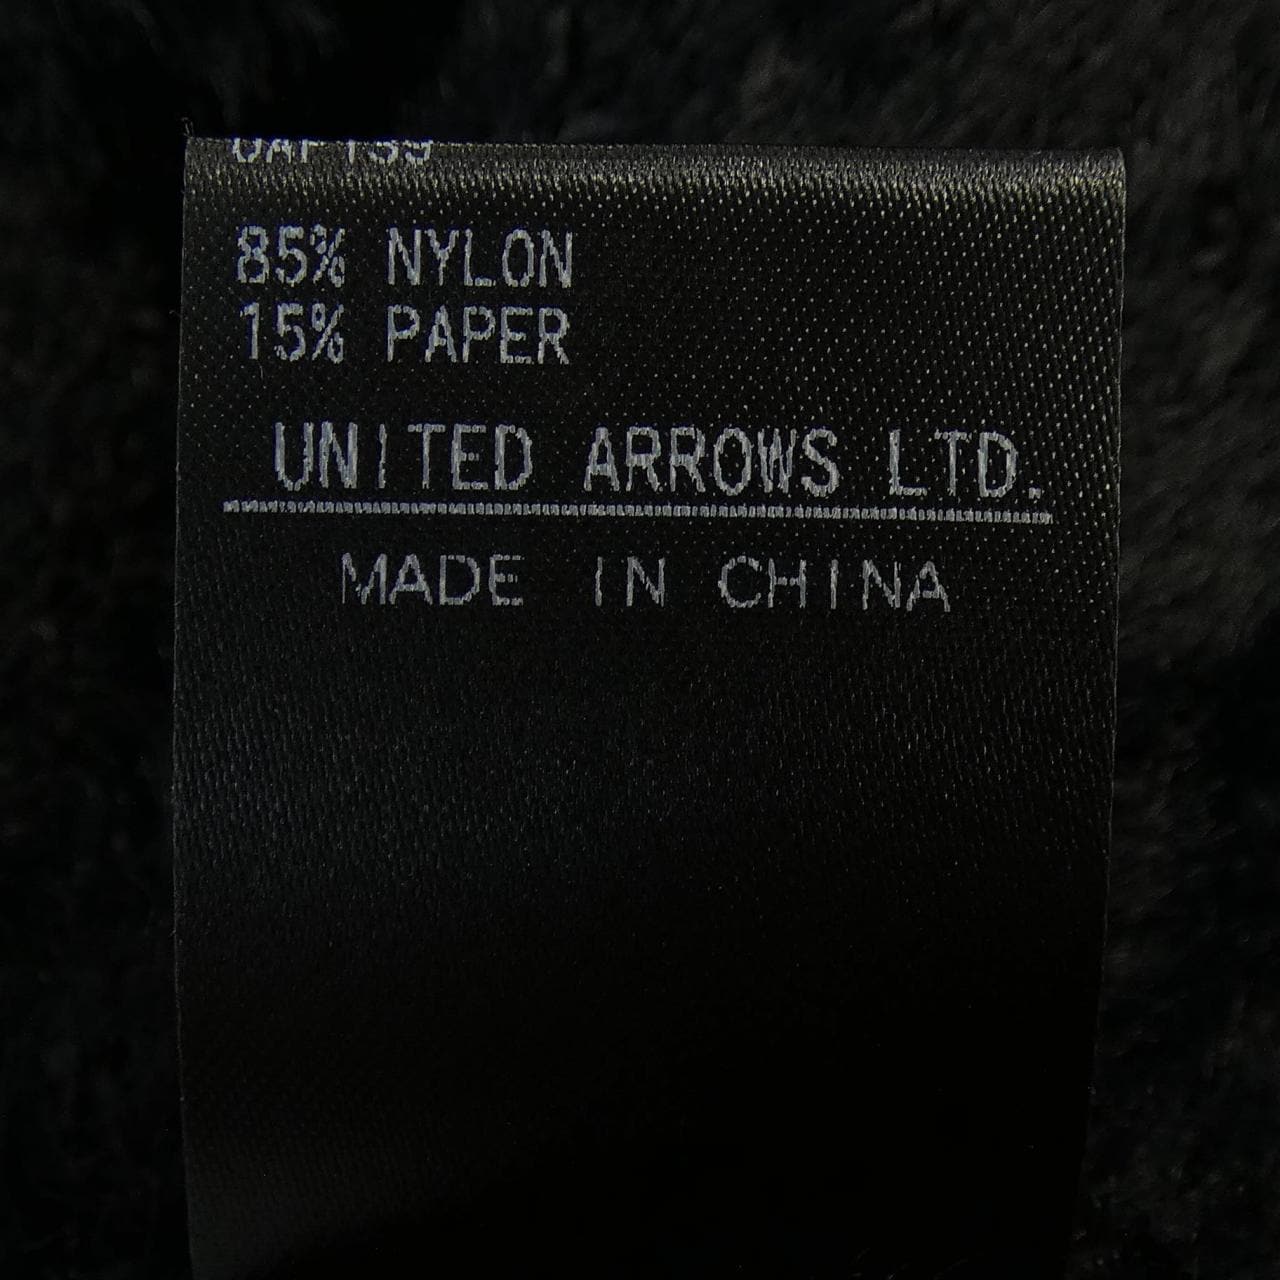 85% NYLON
15% PAPER
UNITED ARROWS LTD.
MADE IN CHINA